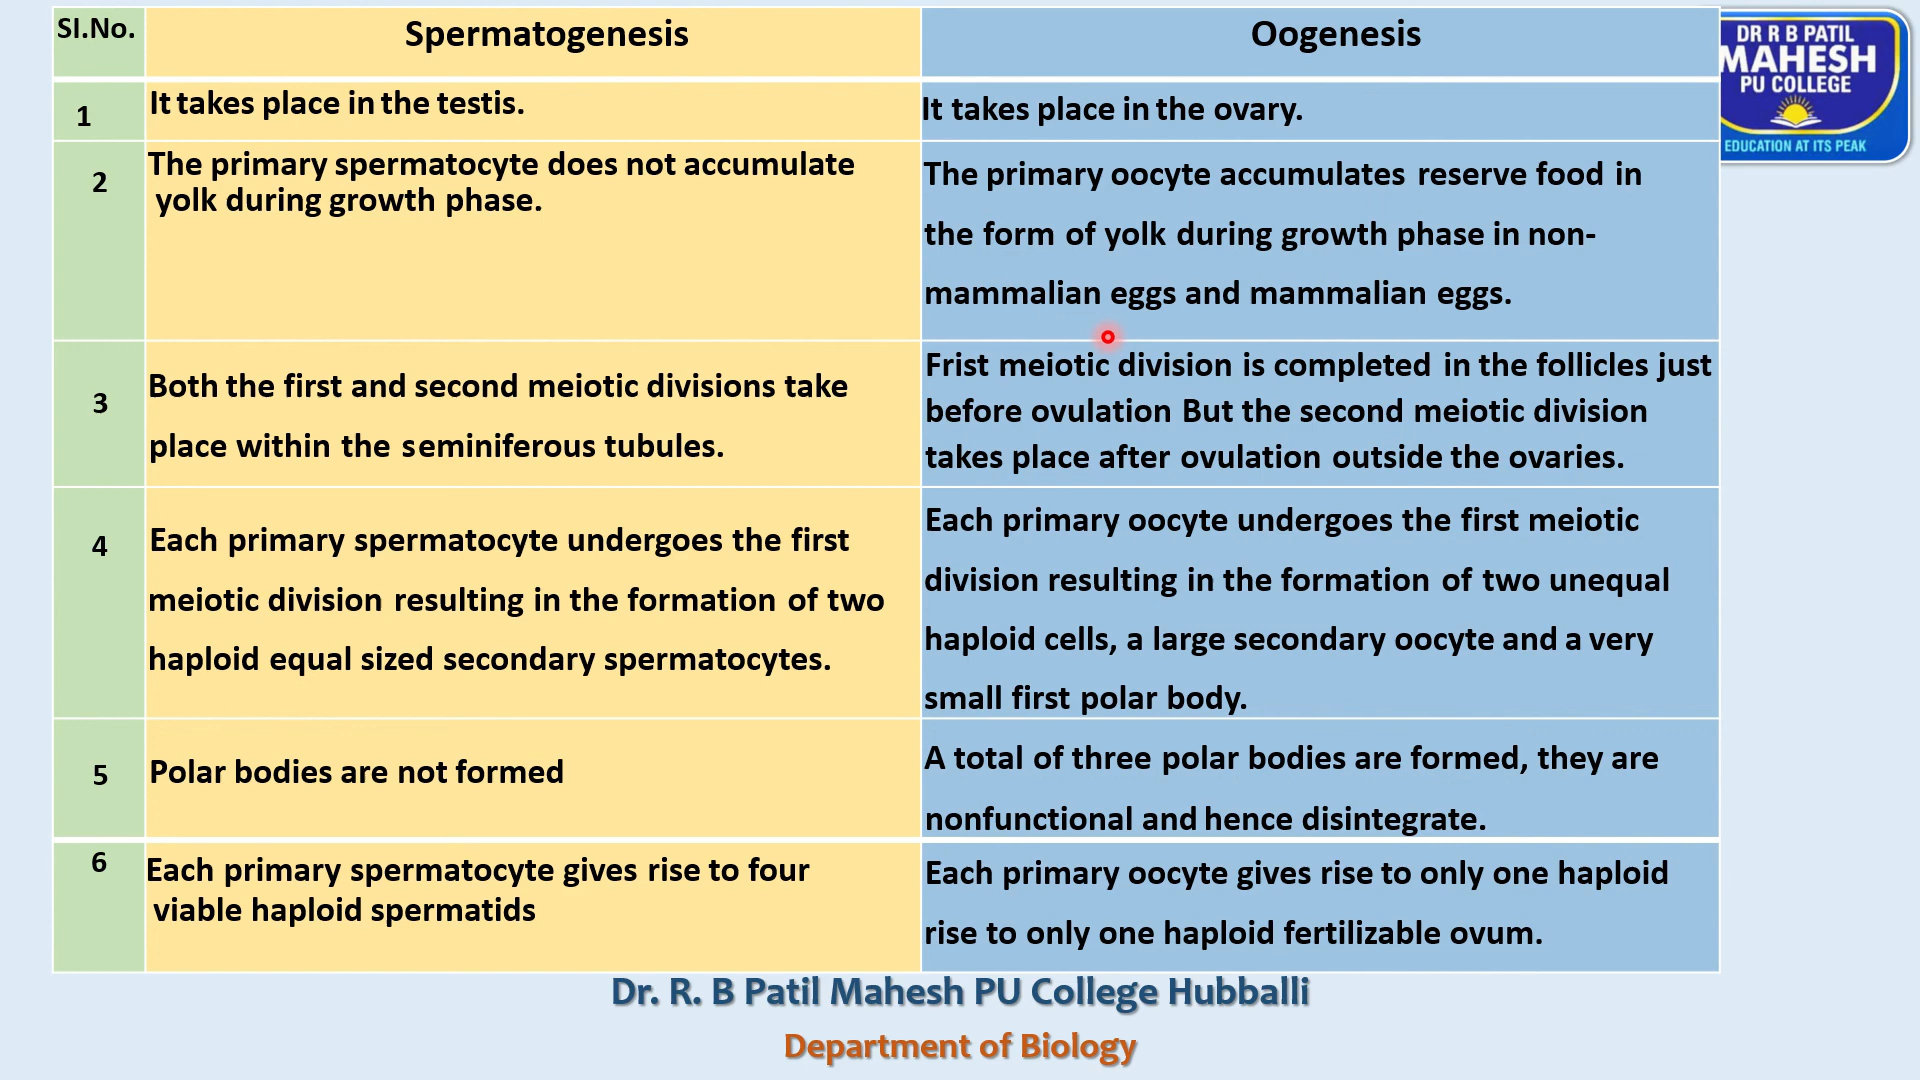 SI.No.
Spermatogenesis
Oogenesis
DR R B PATIL
MAHESH
PU COLLEGE
EDUCATION AT ITS PEAK
1
It takes place in the testis.
It takes place in the ovary.
2
The primary spermatocyte does not accumulate
yolk during growth phase.
The primary oocyte accumulates reserve food in
the form of yolk during growth phase in non-
mammalian eggs and mammalian eggs.
3
Both the first and second meiotic divisions take
place within the seminiferous tubules.
Frist meiotic division is completed in the follicles just
before ovulation But the second meiotic division
takes place after ovulation outside the ovaries.
4
Each primary spermatocyte undergoes the first
meiotic division resulting in the formation of two
haploid equal sized secondary spermatocytes.
Each primary oocyte undergoes the first meiotic
division resulting in the formation of two unequal
haploid cells, a large secondary oocyte and a very
small first polar body.
5
Polar bodies are not formed
A total of three polar bodies are formed, they are
nonfunctional and hence disintegrate.
6
Each primary spermatocyte gives rise to four
viable haploid spermatids
Each primary oocyte gives rise to only one haploid
rise to only one haploid fertilizable ovum.
Dr. R. B Patil Mahesh PU College Hubballi
Department of Biology